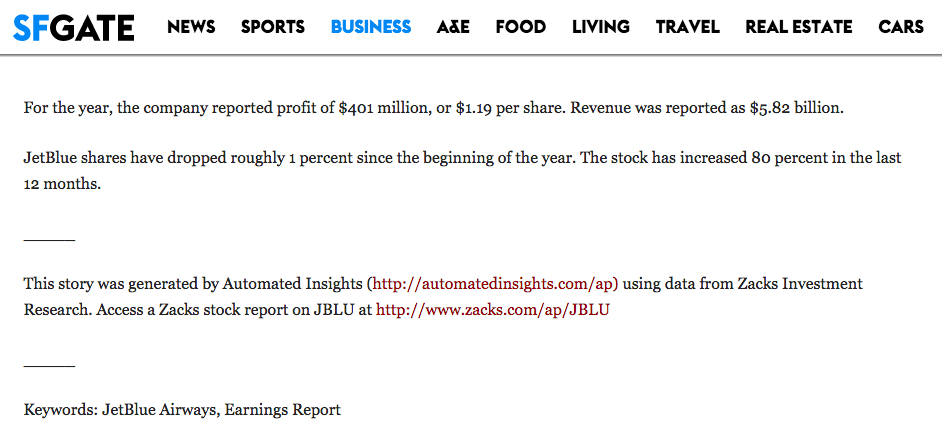 SFGATE NEWS SPORTS BUSINESS A&E FOOD LIVING TRAVEL REAL ESTATE CARS
For the year, the company reported profit of $401 million, or $1.19 per share. Revenue was reported as $5.82 billion.
JetBlue shares have dropped roughly 1 percent since the beginning of the year. The stock has increased 80 percent in the last
12 months.
_____
This story was generated by Automated Insights (http://automatedinsights.com/ap) using data from Zacks Investment
Research. Access a Zacks stock report on JBLU at http://www.zacks.com/ap/JBLU
_____
Keywords: JetBlue Airways, Earnings Report